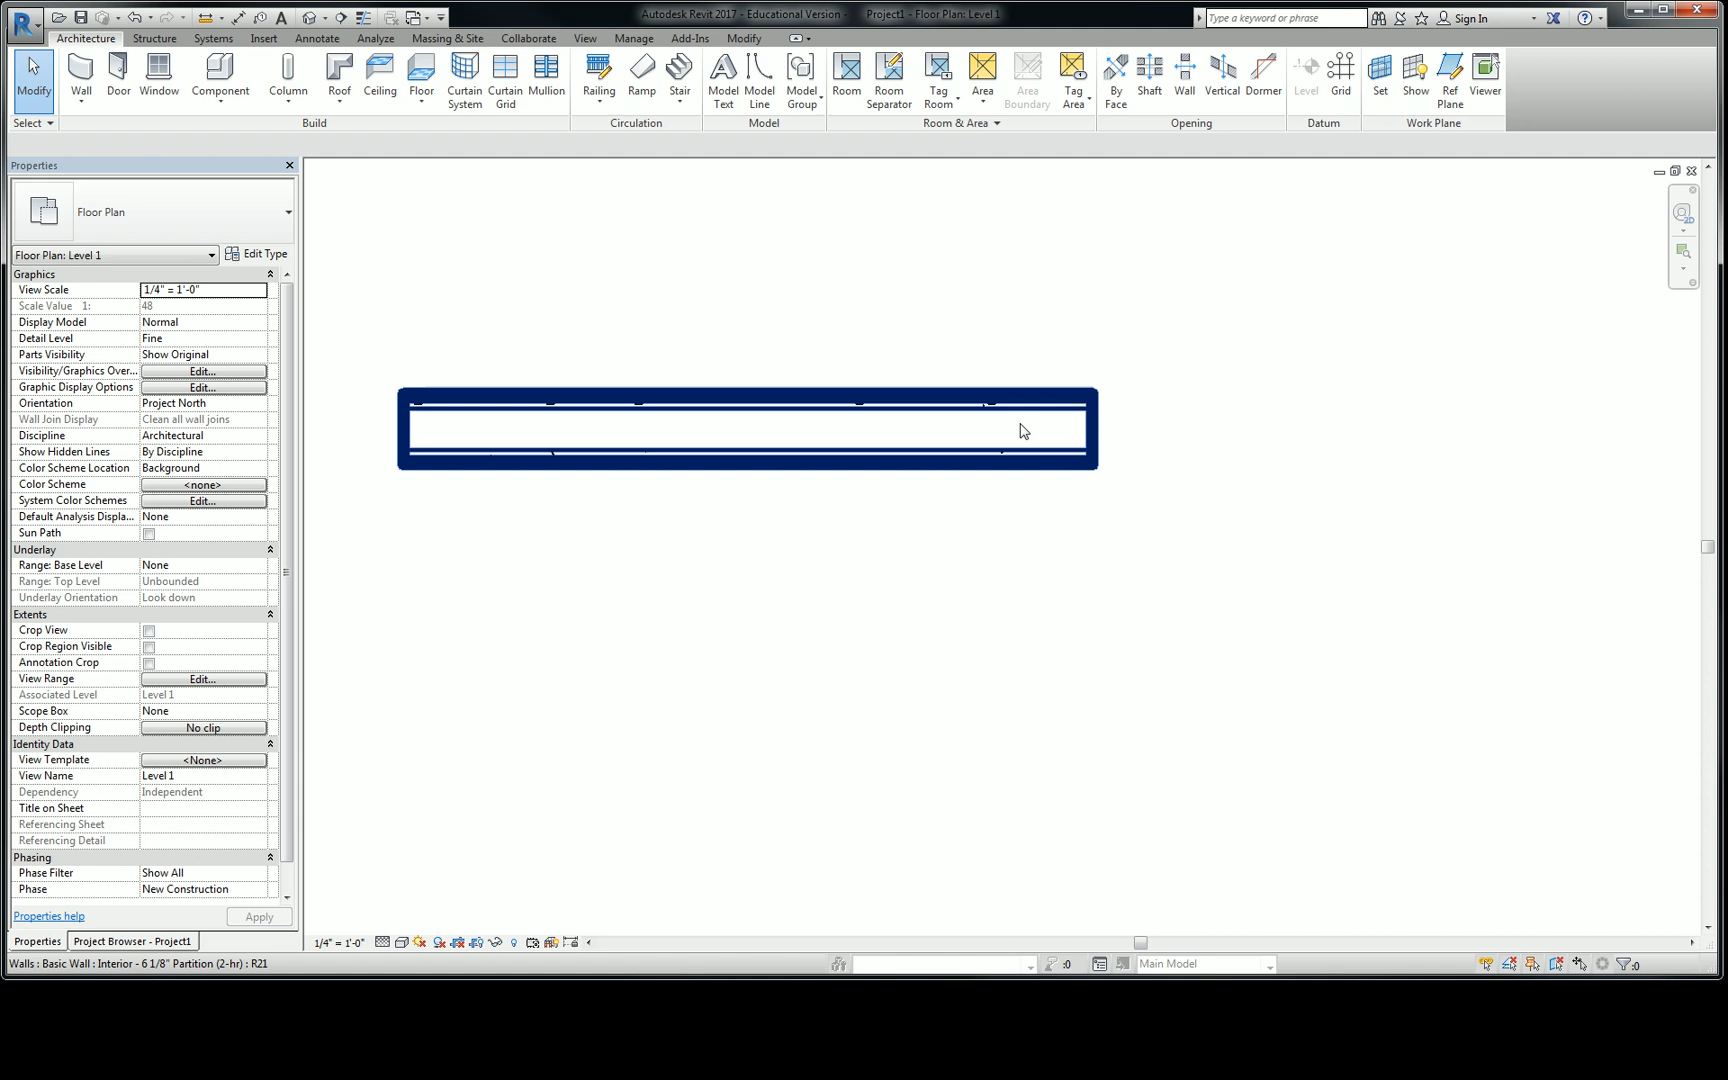 Autodesk Revit 2017 - Educational Version - Project1 - Floor Plan: Level 1
Type a keyword or phrase
Sign In
Architecture Structure Systems Insert Annotate Analyze Massing & Site Collaborate View Manage Add-Ins Modify
Modify Wall Door Window Component Column Roof Ceiling Floor Curtain System Curtain Grid Mullion Railing Ramp Stair Model Text Model Line Model Group Room Room Separator Tag Room Area Area Boundary Tag Area By Face Shaft Wall Vertical Dormer Level Grid Set Show Ref Plane Viewer
Select Build Circulation Model Room & Area Opening Datum Work Plane
Properties
Floor Plan
Floor Plan: Level 1 Edit Type
Graphics
View Scale 1/4" = 1'-0"
Scale Value 1: 48
Display Model Normal
Detail Level Fine
Parts Visibility Show Original
Visibility/Graphics Over... Edit...
Graphic Display Options Edit...
Orientation Project North
Wall Join Display Clean all wall joins
Discipline Architectural
Show Hidden Lines By Discipline
Color Scheme Location Background
Color Scheme <none>
System Color Schemes Edit...
Default Analysis Displa... None
Sun Path
Underlay
Range: Base Level None
Range: Top Level Unbounded
Underlay Orientation Look down
Extents
Crop View
Crop Region Visible
Annotation Crop
View Range Edit...
Associated Level Level 1
Scope Box None
Depth Clipping No clip
Identity Data
View Template <None>
View Name Level 1
Dependency Independent
Title on Sheet
Referencing Sheet
Referencing Detail
Phasing
Phase Filter Show All
Phase New Construction
Properties help Apply
Properties Project Browser - Project1
1/4" = 1'-0"
Walls : Basic Wall : Interior - 6 1/8" Partition (2-hr) : R21
:0
Main Model
:0
2D